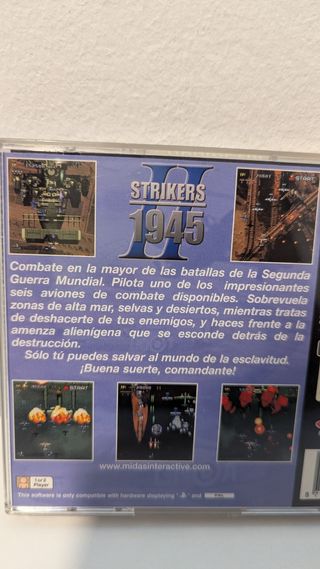 II
STRIKERS
1945
Combate en la mayor de las batallas de la Segunda
Guerra Mundial. Pilota uno de los impresionantes
seis aviones de combate disponibles. Sobrevuela
zonas de alta mar, selvas y desiertos, mientras tratas
de deshacerte de tus enemigos, y haces frente a la
amenza alienígena que se esconde detrás de la
destrucción.
Sólo tú puedes salvar al mundo de la esclavitud.
¡Buena suerte, comandante!
www.midasinteractive.com
1 or 2
Player
This software is only compatible with hardware displaying " " and PAL